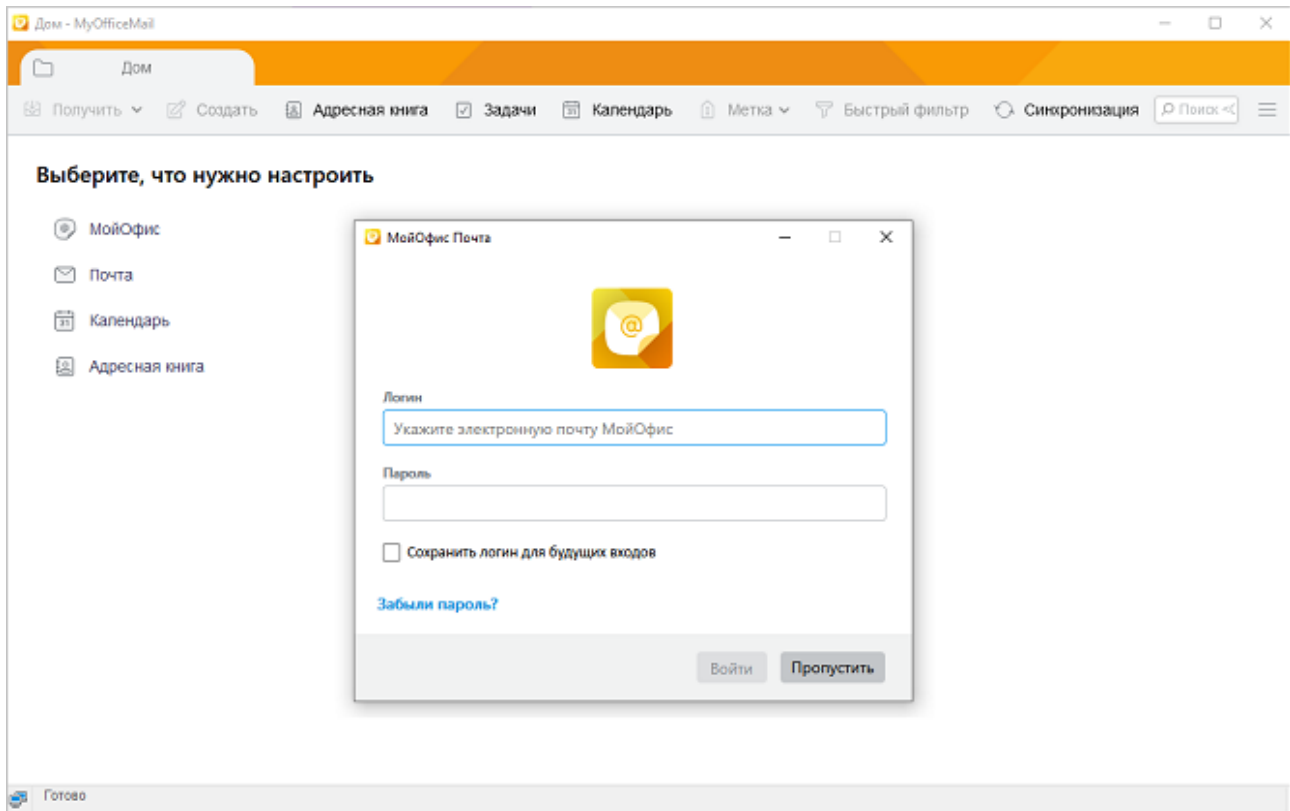 Дом - MyOfficeMail
Дом
Получить Создать Адресная книга Задачи Календарь Метка Быстрый фильтр Синхронизация Поиск
Выберите, что нужно настроить
МойОфис
Почта
Календарь
Адресная книга
МойОфис Почта
@
Логин
Укажите электронную почту МойОфис
Пароль
Сохранить логин для будущих входов
Забыли пароль?
Войти Пропустить
Готово